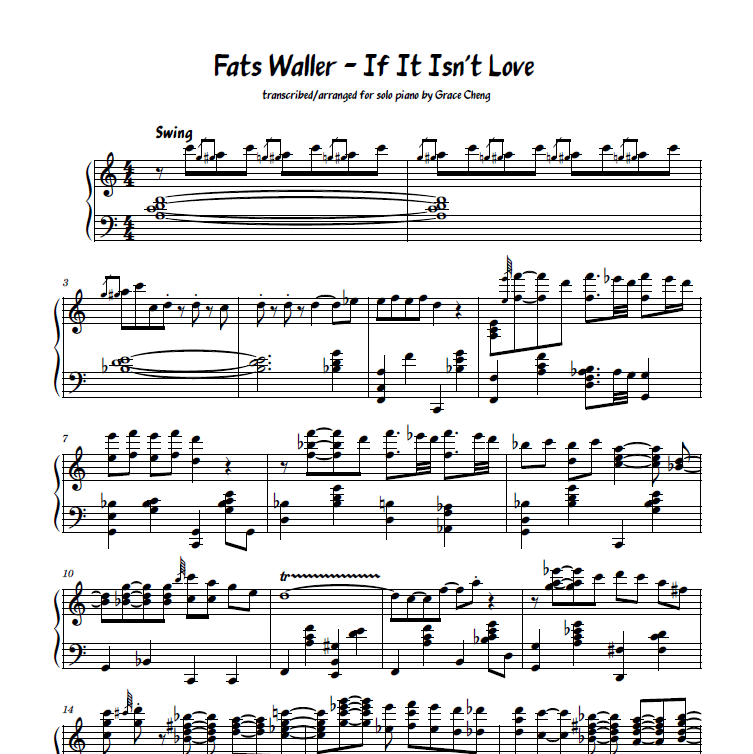 Fats Waller - If It Isn't Love
transcribed/arranged for solo piano by Grace Cheng
Swing
3
7
10
tr
14